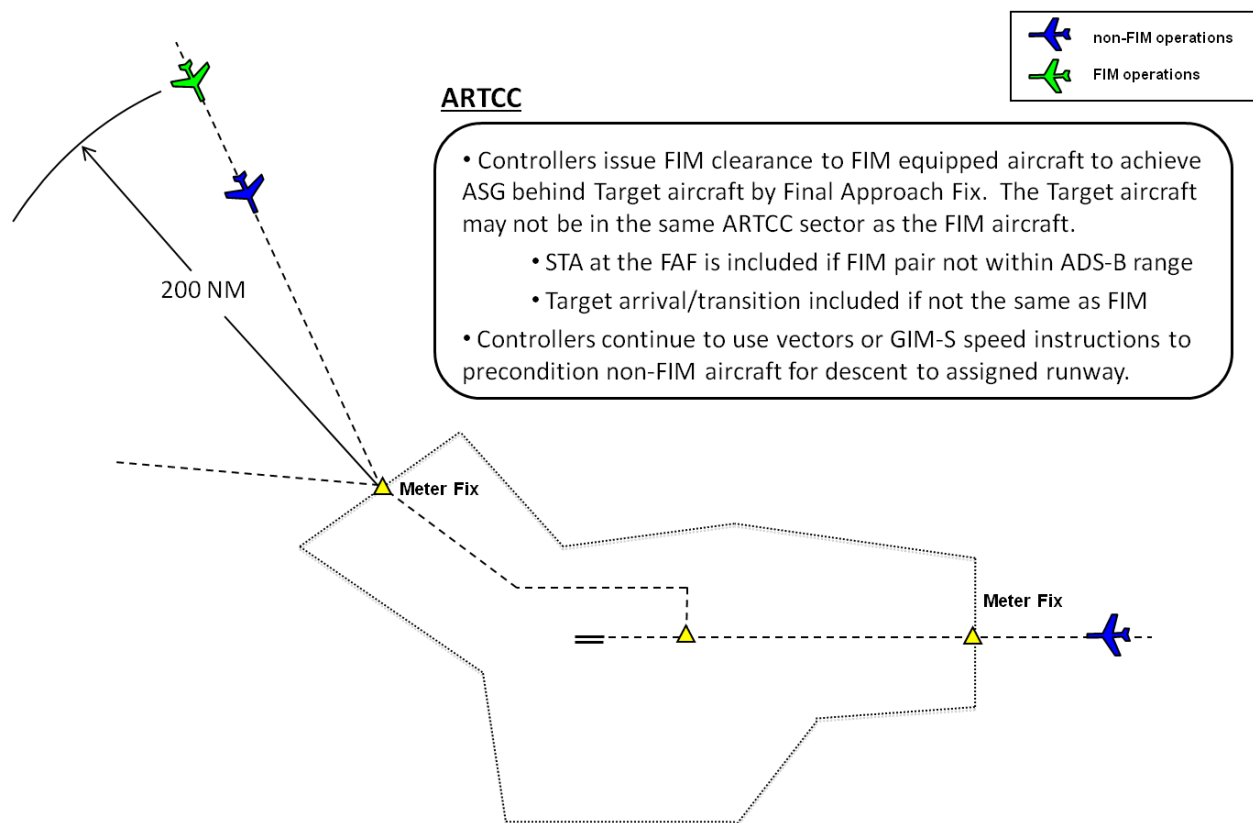 non-FIM operations
FIM operations
ARTCC
• Controllers issue FIM clearance to FIM equipped aircraft to achieve
ASG behind Target aircraft by Final Approach Fix.  The Target aircraft
may not be in the same ARTCC sector as the FIM aircraft.
• STA at the FAF is included if FIM pair not within ADS-B range
• Target arrival/transition included if not the same as FIM
• Controllers continue to use vectors or GIM-S speed instructions to
precondition non-FIM aircraft for descent to assigned runway.
200 NM
Meter Fix
Meter Fix